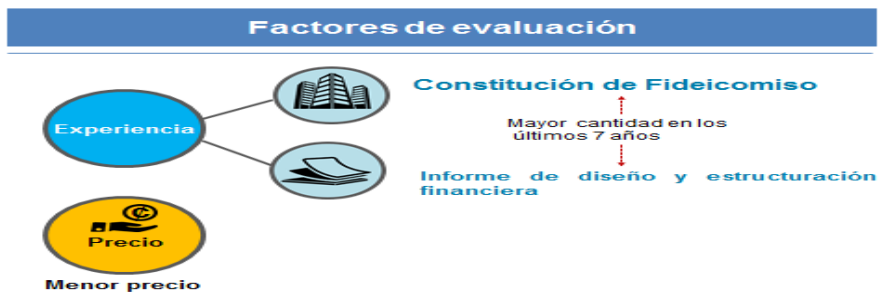 Factores de evaluación
Experiencia
Constitución de Fideicomiso
Mayor cantidad en los
últimos 7 años
Informe de diseño y estructuración
financiera
₡
Precio
Menor precio